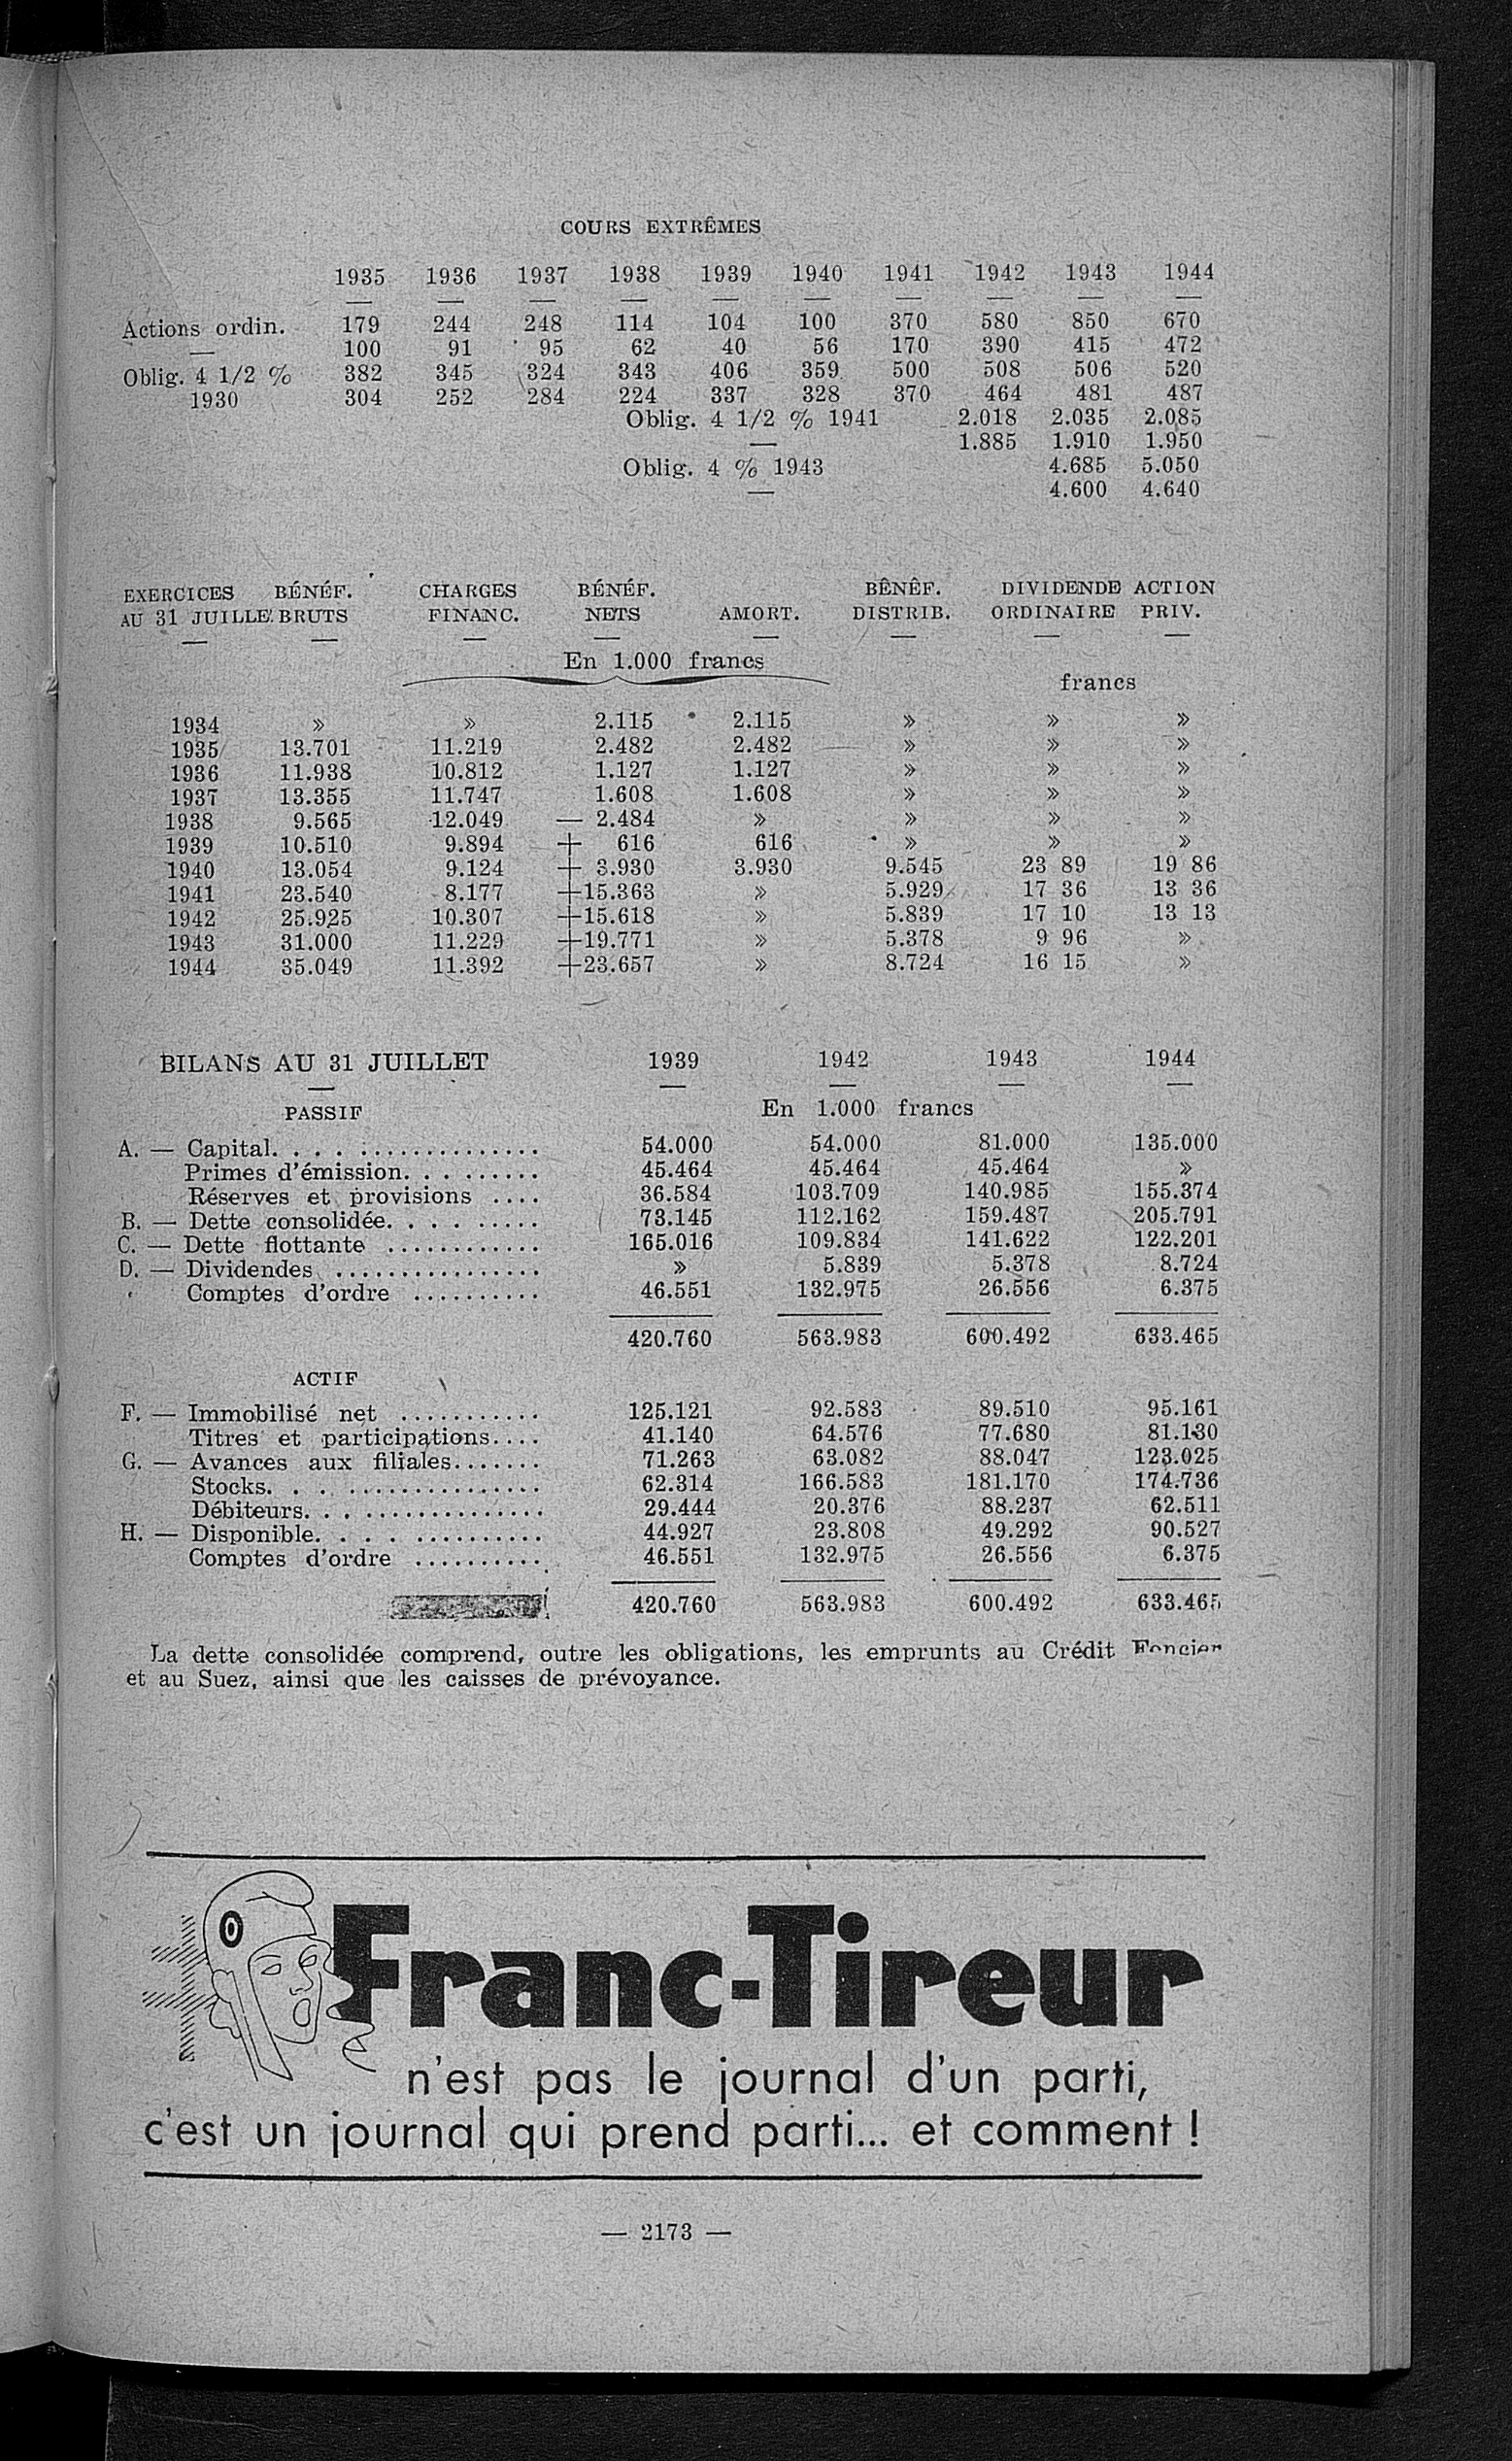 COURS EXTRÊMES
1935 1936 1937 1938 1939 1940 1941 1942 1943 1944
Actions ordin. 179 244 248 114 104 100 370 580 850 670
— 100 91 95 62 40 56 170 390 415 472
Oblig. 4 1/2 % 382 345 324 343 406 359 500 508 506 520
1930 304 252 284 224 337 328 370 464 481 487
Oblig. 4 1/2 % 1941 2.018 2.035 2.085
— 1.885 1.910 1.950
Oblig. 4 % 1943 4.685 5.050
— 4.600 4.640
EXERCICES BÉNÉF. CHARGES BÉNÉF. BÊNÊF. DIVIDENDE ACTION
AU 31 JUILLE BRUTS FINANC. NETS AMORT. DISTRIB. ORDINAIRE PRIV.
En 1.000 francs
francs
1934 » » 2.115 2.115 » » »
1935 13.701 11.219 2.482 2.482 » » »
1936 11.938 10.812 1.127 1.127 » » »
1937 13.355 11.747 1.608 1.608 » » »
1938 9.565 12.049 — 2.484 » » » »
1939 10.510 9.894 + 616 616 » » »
1940 13.054 9.124 + 3.930 3.930 9.545 23 89 19 86
1941 23.540 8.177 +15.363 » 5.929 17 36 13 36
1942 25.925 10.307 +15.618 » 5.839 17 10 13 13
1943 31.000 11.229 +19.771 » 5.378 9 96 »
1944 35.049 11.392 +23.657 » 8.724 16 15 »
BILANS AU 31 JUILLET 1939 1942 1943 1944
PASSIF En 1.000 francs
A. — Capital. . . . .............. 54.000 54.000 81.000 135.000
Primes d'émission. . . . ..... 45.464 45.464 45.464 »
Réserves et provisions .... 36.584 103.709 140.985 155.374
B. — Dette consolidée. . . . . ..... 73.145 112.162 159.487 205.791
C. — Dette flottante ............ 165.016 109.834 141.622 122.201
D. — Dividendes ................ » 5.839 5.378 8.724
Comptes d'ordre .......... 46.551 132.975 26.556 6.375
420.760 563.983 600.492 633.465
ACTIF
F. — Immobilisé net ........... 125.121 92.583 89.510 95.161
Titres et participations.... 41.140 64.576 77.680 81.130
G. — Avances aux filiales....... 71.263 63.082 88.047 123.025
Stocks. . . ................ 62.314 166.583 181.170 174.736
Débiteurs. . . ............... 29.444 20.376 88.237 62.511
H. — Disponible. . . . . .......... 44.927 23.808 49.292 90.527
Comptes d'ordre .......... 46.551 132.975 26.556 6.375
420.760 563.983 600.492 633.465
La dette consolidée comprend, outre les obligations, les emprunts au Crédit Foncier
et au Suez, ainsi que les caisses de prévoyance.
Franc-Tireur
n'est pas le journal d'un parti,
c'est un journal qui prend parti... et comment !
— 2173 —